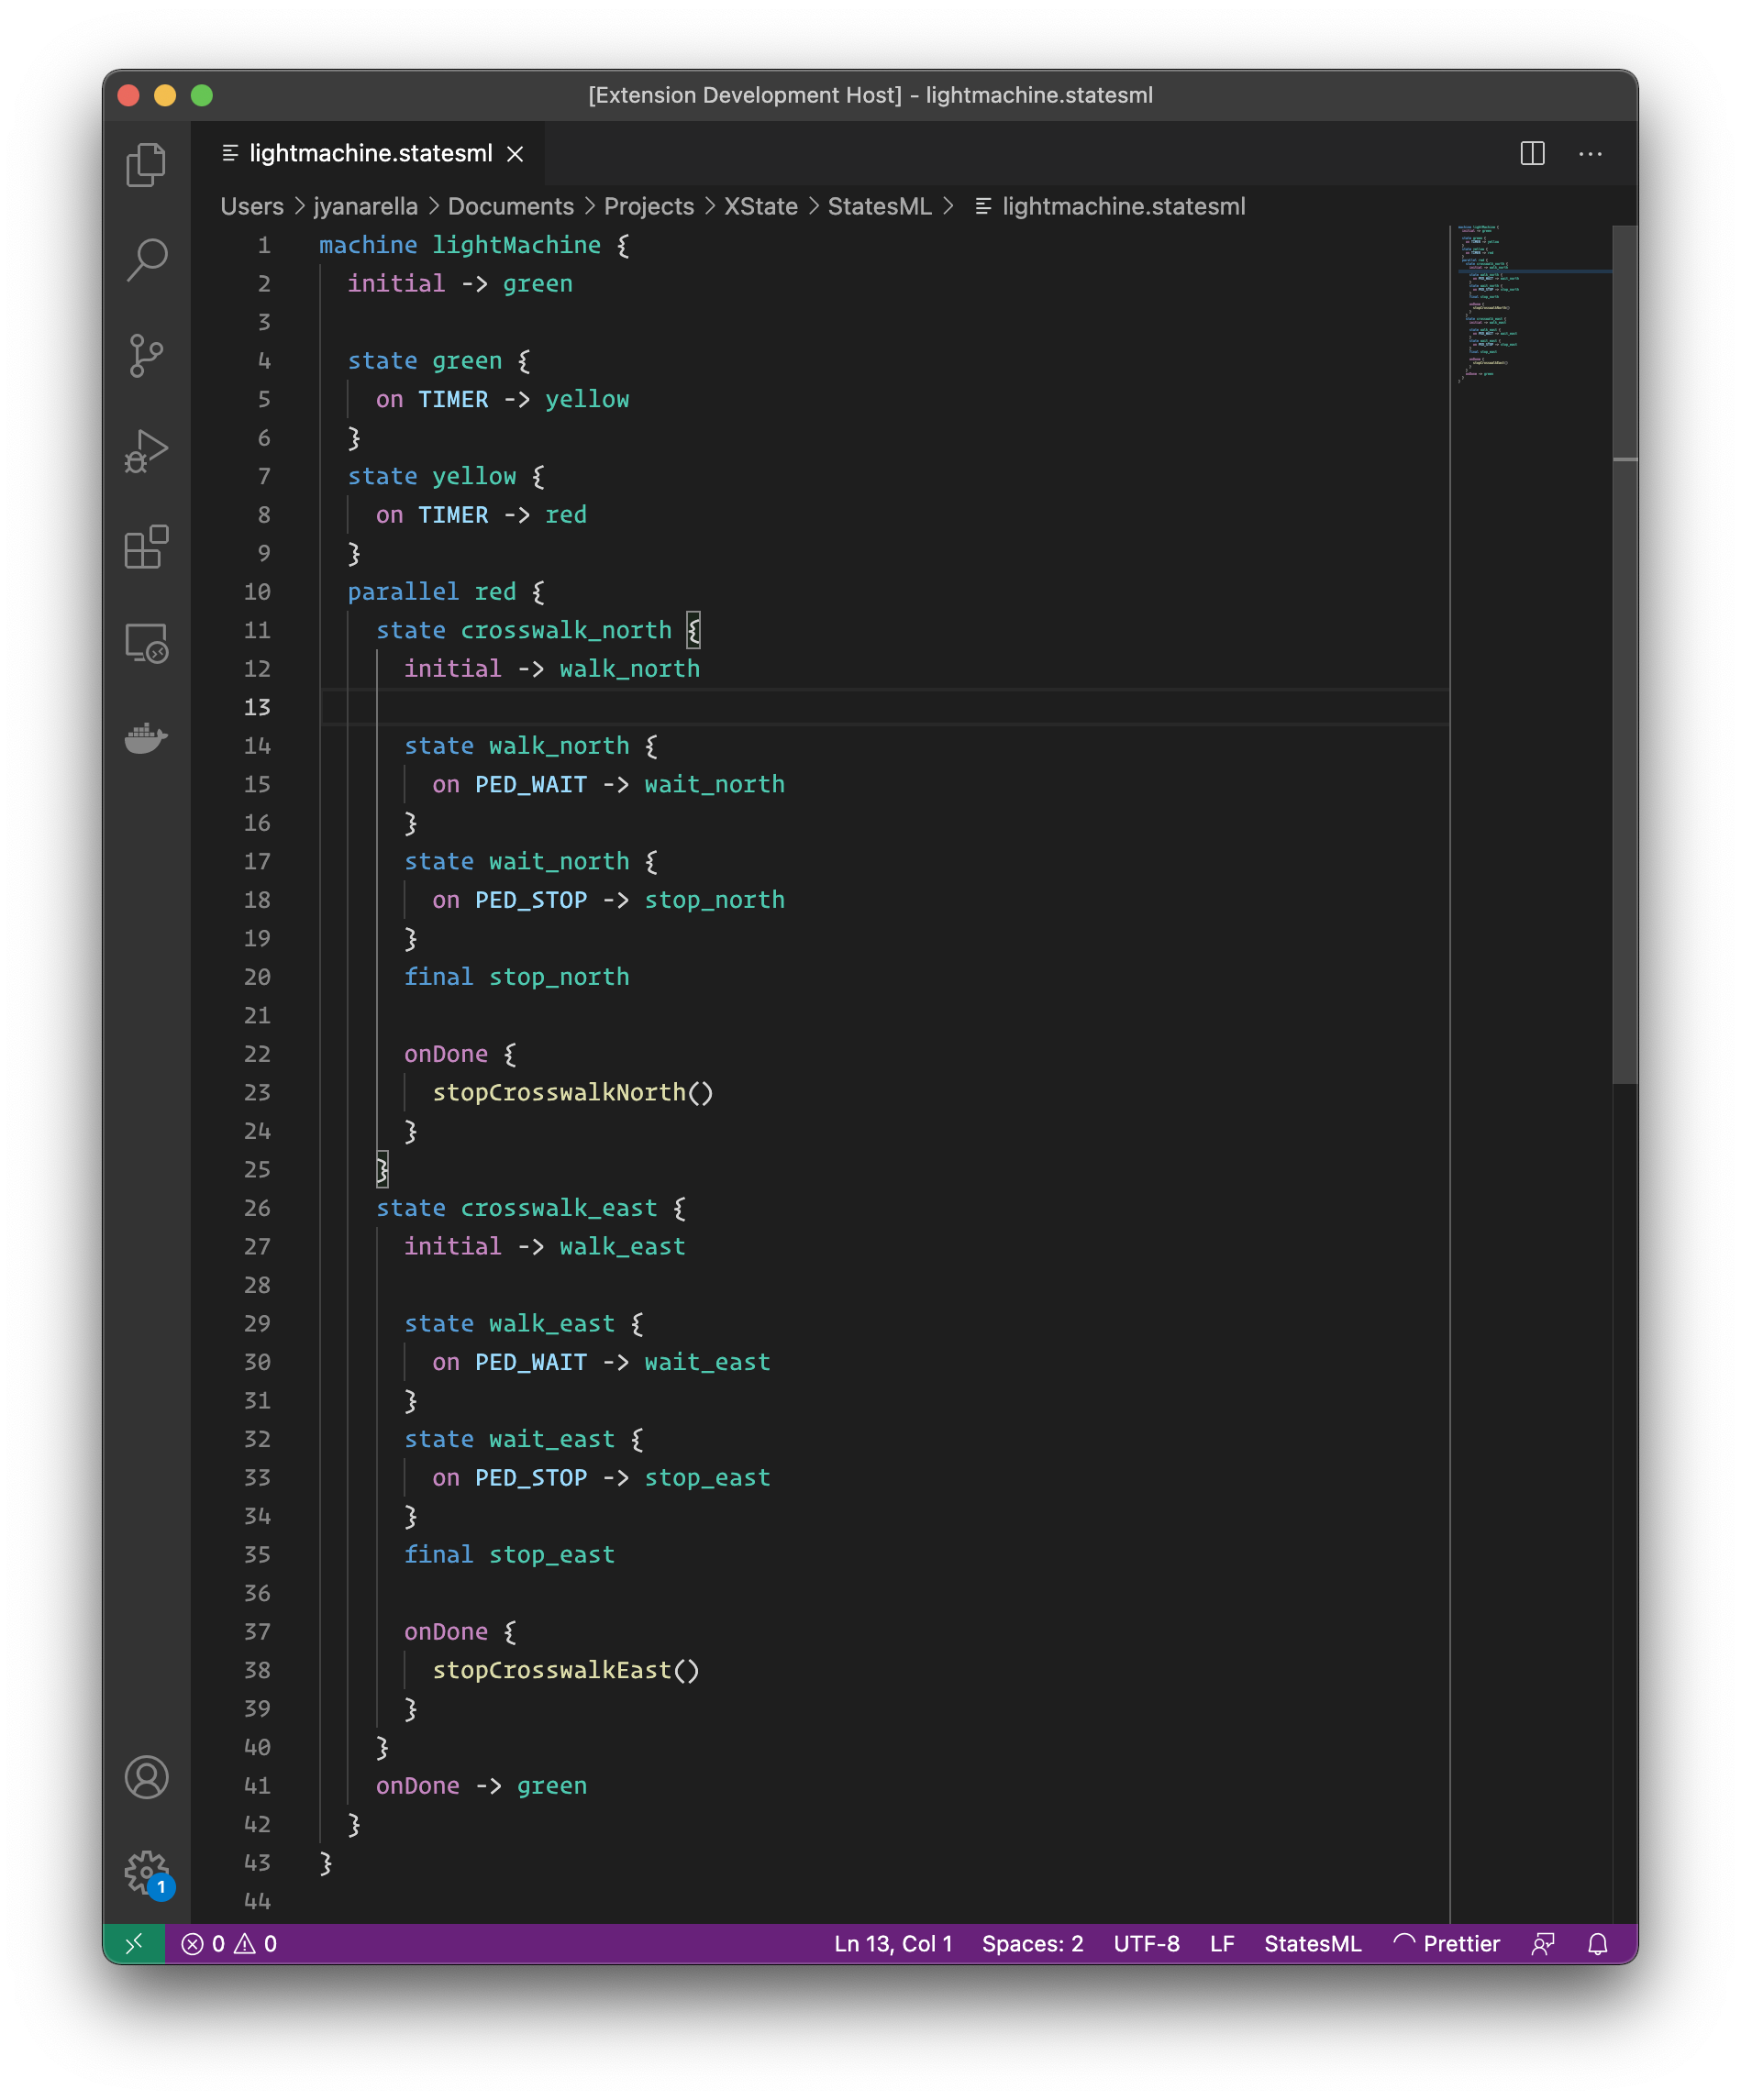 [Extension Development Host] - lightmachine.statesml
lightmachine.statesml
Users > jyanarella > Documents > Projects > XState > StatesML > lightmachine.statesml
1 machine lightMachine {
2   initial -> green
3
4   state green {
5     on TIMER -> yellow
6   }
7   state yellow {
8     on TIMER -> red
9   }
10   parallel red {
11     state crosswalk_north {
12       initial -> walk_north
13
14       state walk_north {
15         on PED_WAIT -> wait_north
16       }
17       state wait_north {
18         on PED_STOP -> stop_north
19       }
20       final stop_north
21
22       onDone {
23         stopCrosswalkNorth()
24       }
25     }
26     state crosswalk_east {
27       initial -> walk_east
28
29       state walk_east {
30         on PED_WAIT -> wait_east
31       }
32       state wait_east {
33         on PED_STOP -> stop_east
34       }
35       final stop_east
36
37       onDone {
38         stopCrosswalkEast()
39       }
40     }
41     onDone -> green
42   }
43 }
44
1
0 0 Ln 13, Col 1 Spaces: 2 UTF-8 LF StatesML Prettier